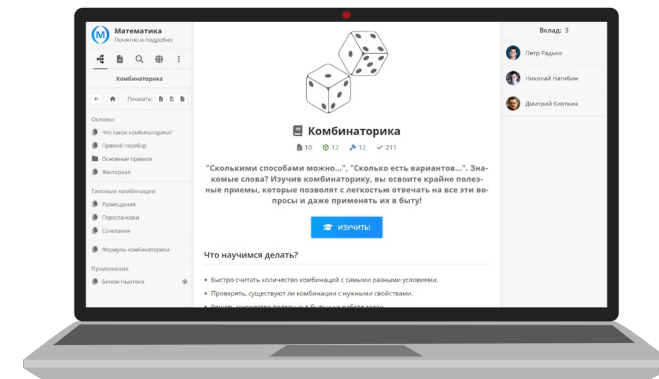 Математика
Понятно и подробно
Комбинаторика
Показать:
Основы
Что такое комбинаторика?
Прямой перебор
Основные правила
Факториал
Типовые комбинации
Размещения
Перестановки
Сочетания
Формулы комбинаторики
Приложения
Бином Ньютона
Комбинаторика
10 12 12 211
"Сколькими способами можно...", "Сколько есть вариантов...". Зна-
комые слова? Изучив комбинаторику, вы освоите крайне полез-
ные приемы, которые позволят с легкостью отвечать на все эти во-
просы и даже применять их в быту!
ИЗУЧИТЬ!
Что научимся делать?
Быстро считать количество комбинаций с самыми разными условиями.
Проверять, существуют ли комбинации с нужными свойствами.
Вклад: 3
Петр Радько
Николай Нагибин
Дмитрий Кияткин